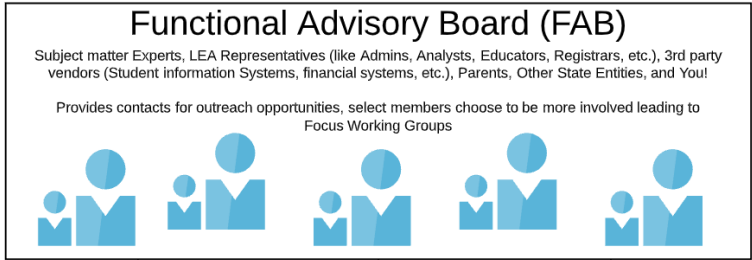 Functional Advisory Board (FAB)
Subject matter Experts, LEA Representatives (like Admins, Analysts, Educators, Registrars, etc.), 3rd party
vendors (Student information Systems, financial systems, etc.), Parents, Other State Entities, and You!
Provides contacts for outreach opportunities, select members choose to be more involved leading to
Focus Working Groups